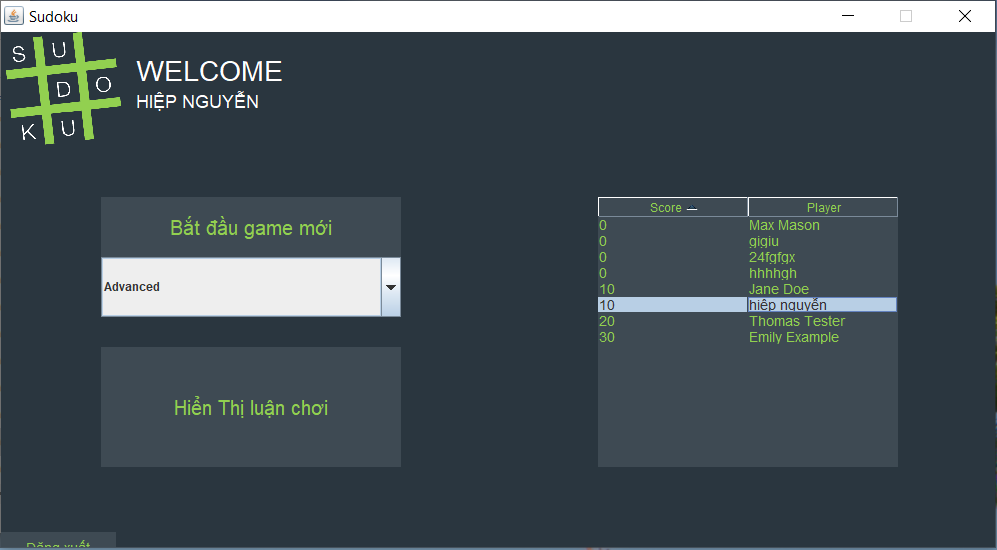 Sudoku
S U
D O
K U
WELCOME
HIỆP NGUYỄN
Bắt đầu game mới
Advanced
Hiển Thị luận chơi
Score Player
0 Max Mason
0 gigiu
0 24fgfgx
0 hhhhgh
10 Jane Doe
10 hiệp nguyễn
20 Thomas Tester
30 Emily Example
Đăng xuất